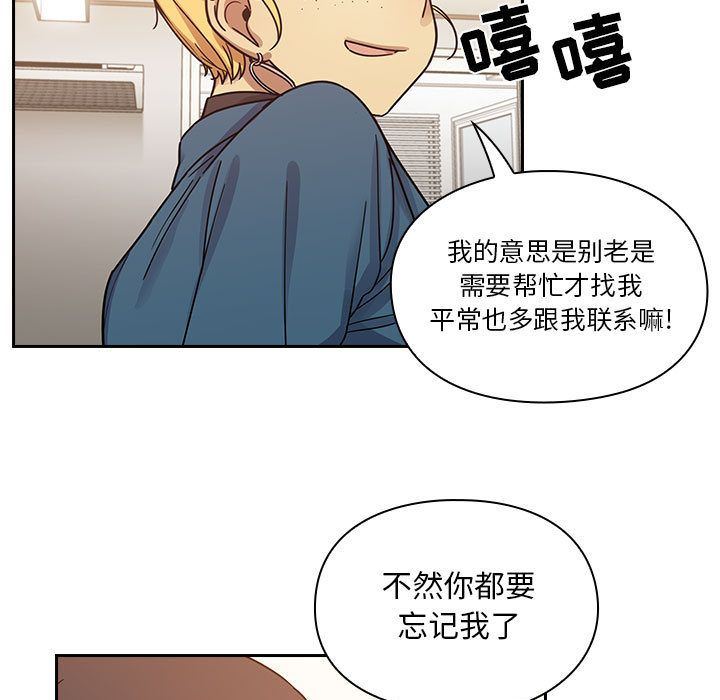 嘻嘻
我的意思是别老是
需要帮忙才找我
平常也多跟我联系嘛!
不然你都要
忘记我了